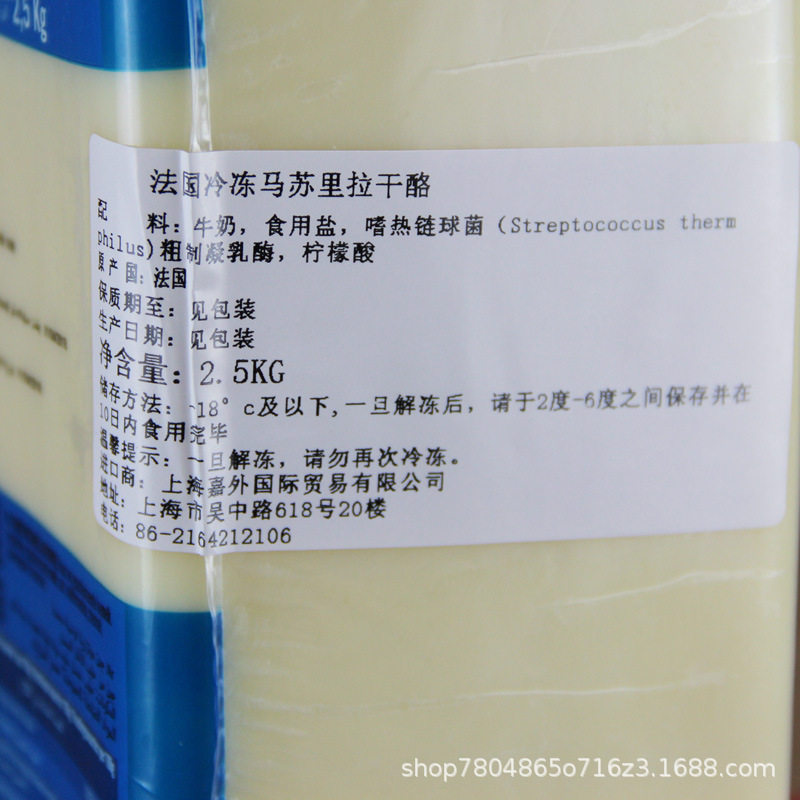 2,5 Kg
法国冷冻马苏里拉干酪
配 料：牛奶，食用盐，嗜热链球菌（Streptococcus therm
philus)粗制凝乳酶，柠檬酸
原产国：法国
保质期至：见包装
生产日期：见包装
净含量：2.5KG
储存方法：-18°c及以下,一旦解冻后，请于2度-6度之间保存并在
10日内食用完毕
温馨提示：一旦解冻，请勿再次冷冻。
进口商：上海嘉外国际贸易有限公司
地址：上海市吴中路618号20楼
电话：86-2164212106
shop7804865o716z3.1688.com